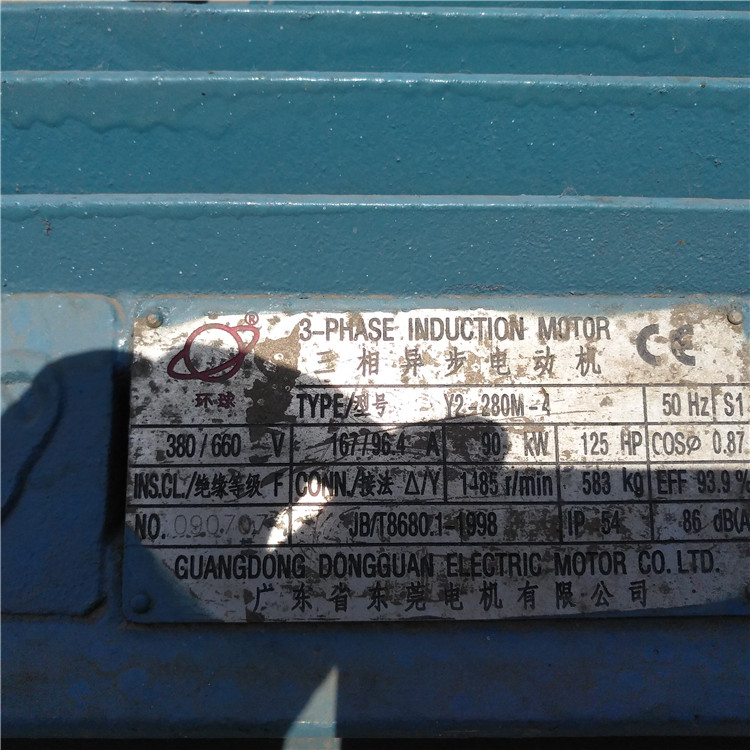 ® 3-PHASE INDUCTION MOTOR CE
三相异步电动机
环球 TYPE/型号 Y2-280M-4 50 Hz S1
380/660 V 167/96.4 A 90 kW 125 HP COSø 0.87
INS.CL./绝缘等级 F CONN./接法 △/Y 1485 r/min 583 kg EFF 93.9 %
NO. JB/T8680.1-1998 IP 54 86 dB(A
GUANGDONG DONGGUAN ELECTRIC MOTOR CO. LTD.
广东省东莞电机有限公司